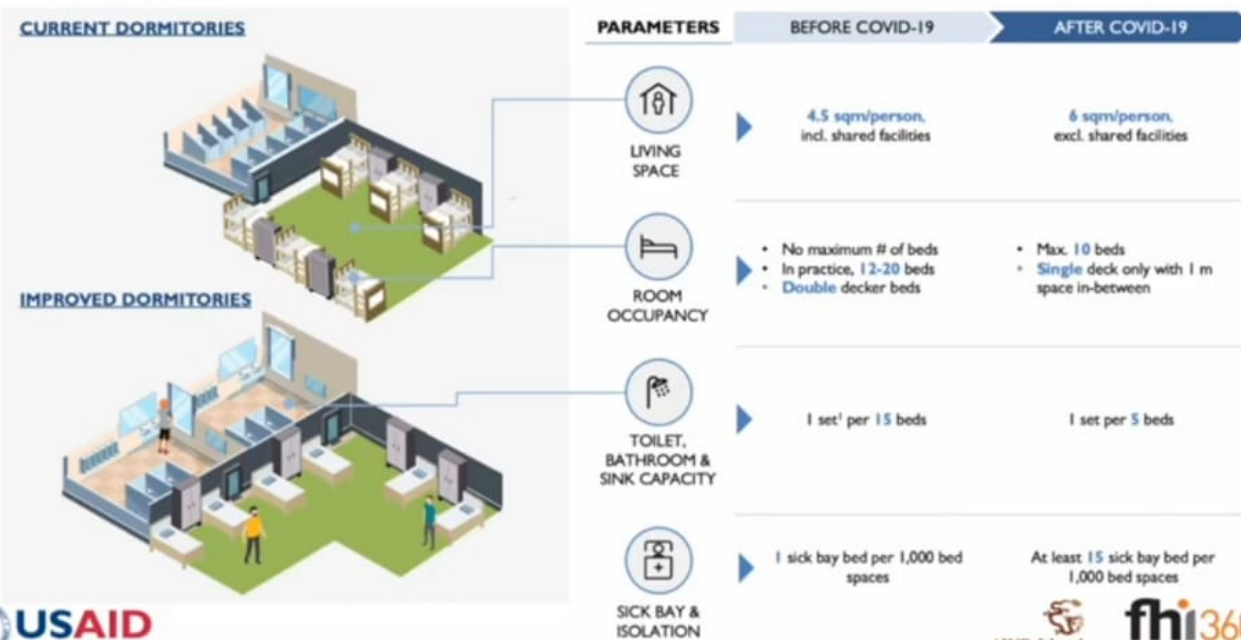 CURRENT DORMITORIES
IMPROVED DORMITORIES
PARAMETERS
BEFORE COVID-19
AFTER COVID-19
LIVING
SPACE
4.5 sqm/person,
incl. shared facilities
6 sqm/person,
excl. shared facilities
ROOM
OCCUPANCY
• No maximum # of beds
• In practice, 12-20 beds
• Double decker beds
• Max. 10 beds
• Single deck only with 1 m
space in-between
TOILET,
BATHROOM &
SINK CAPACITY
1 set¹ per 15 beds
1 set per 5 beds
SICK BAY &
ISOLATION
1 sick bay bed per 1,000 bed
spaces
At least 15 sick bay bed per
1,000 bed spaces
USAID
fhi360